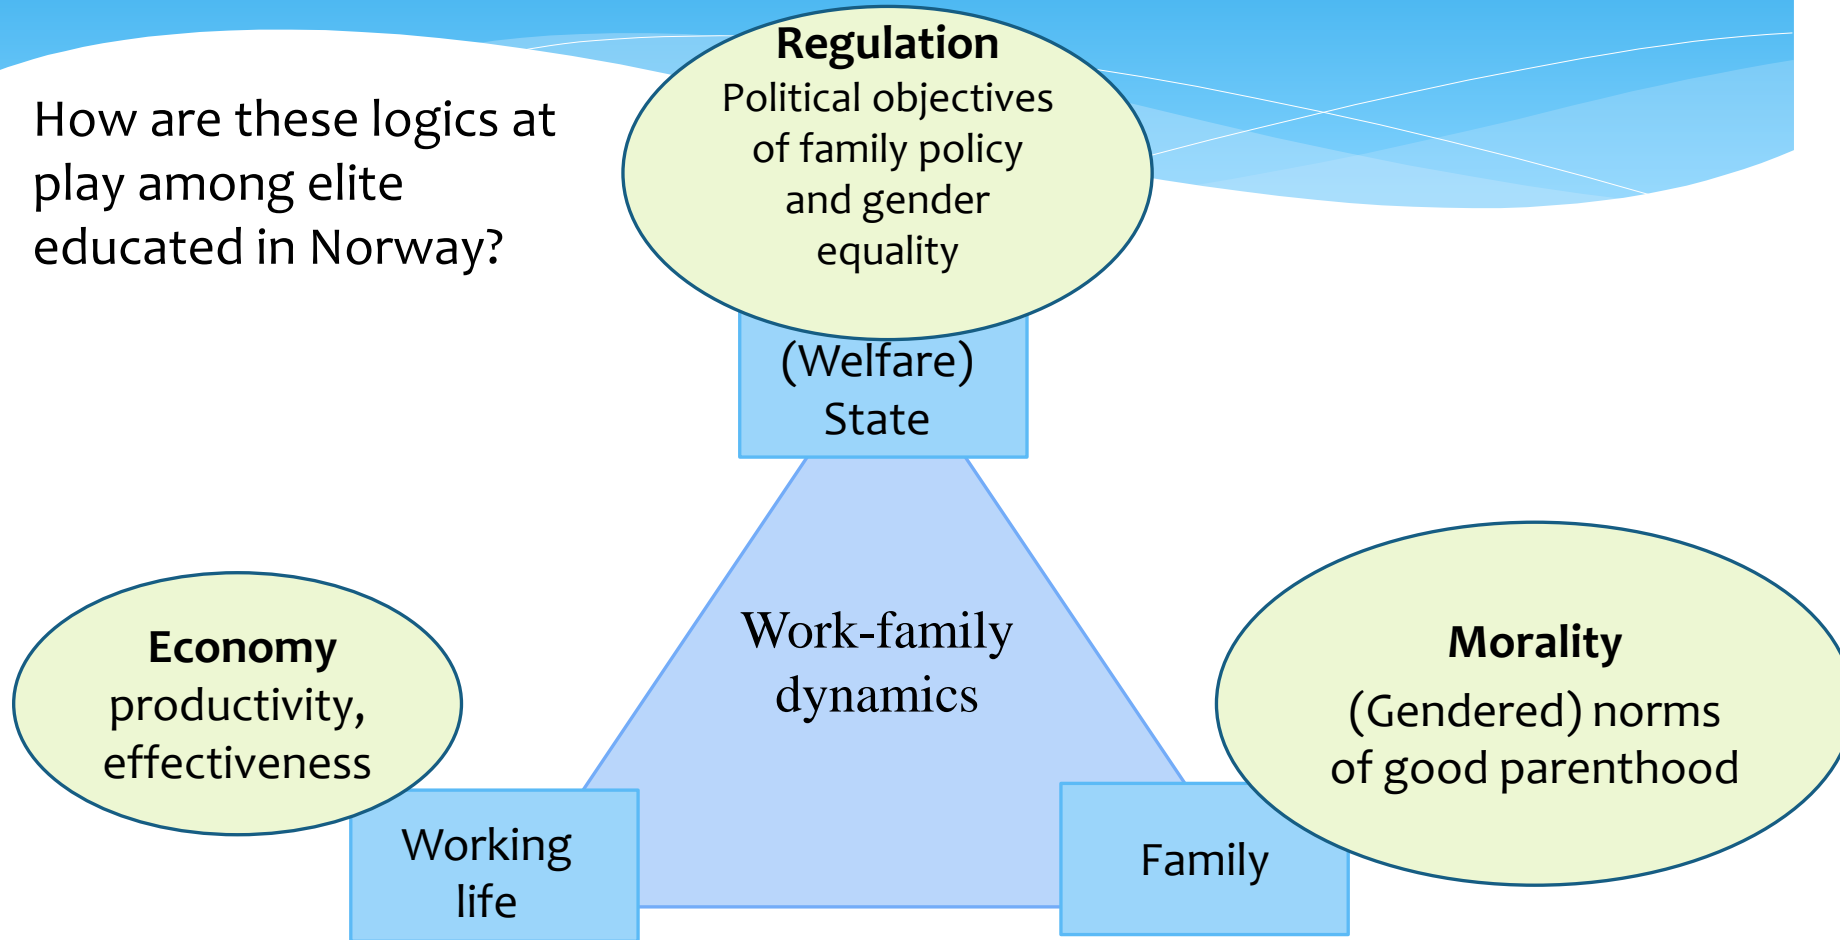 How are these logics at
play among elite
educated in Norway?
Regulation
Political objectives
of family policy
and gender
equality
(Welfare)
State
Work-family
dynamics
Economy
productivity,
effectiveness
Working
life
Morality
(Gendered) norms
of good parenthood
Family